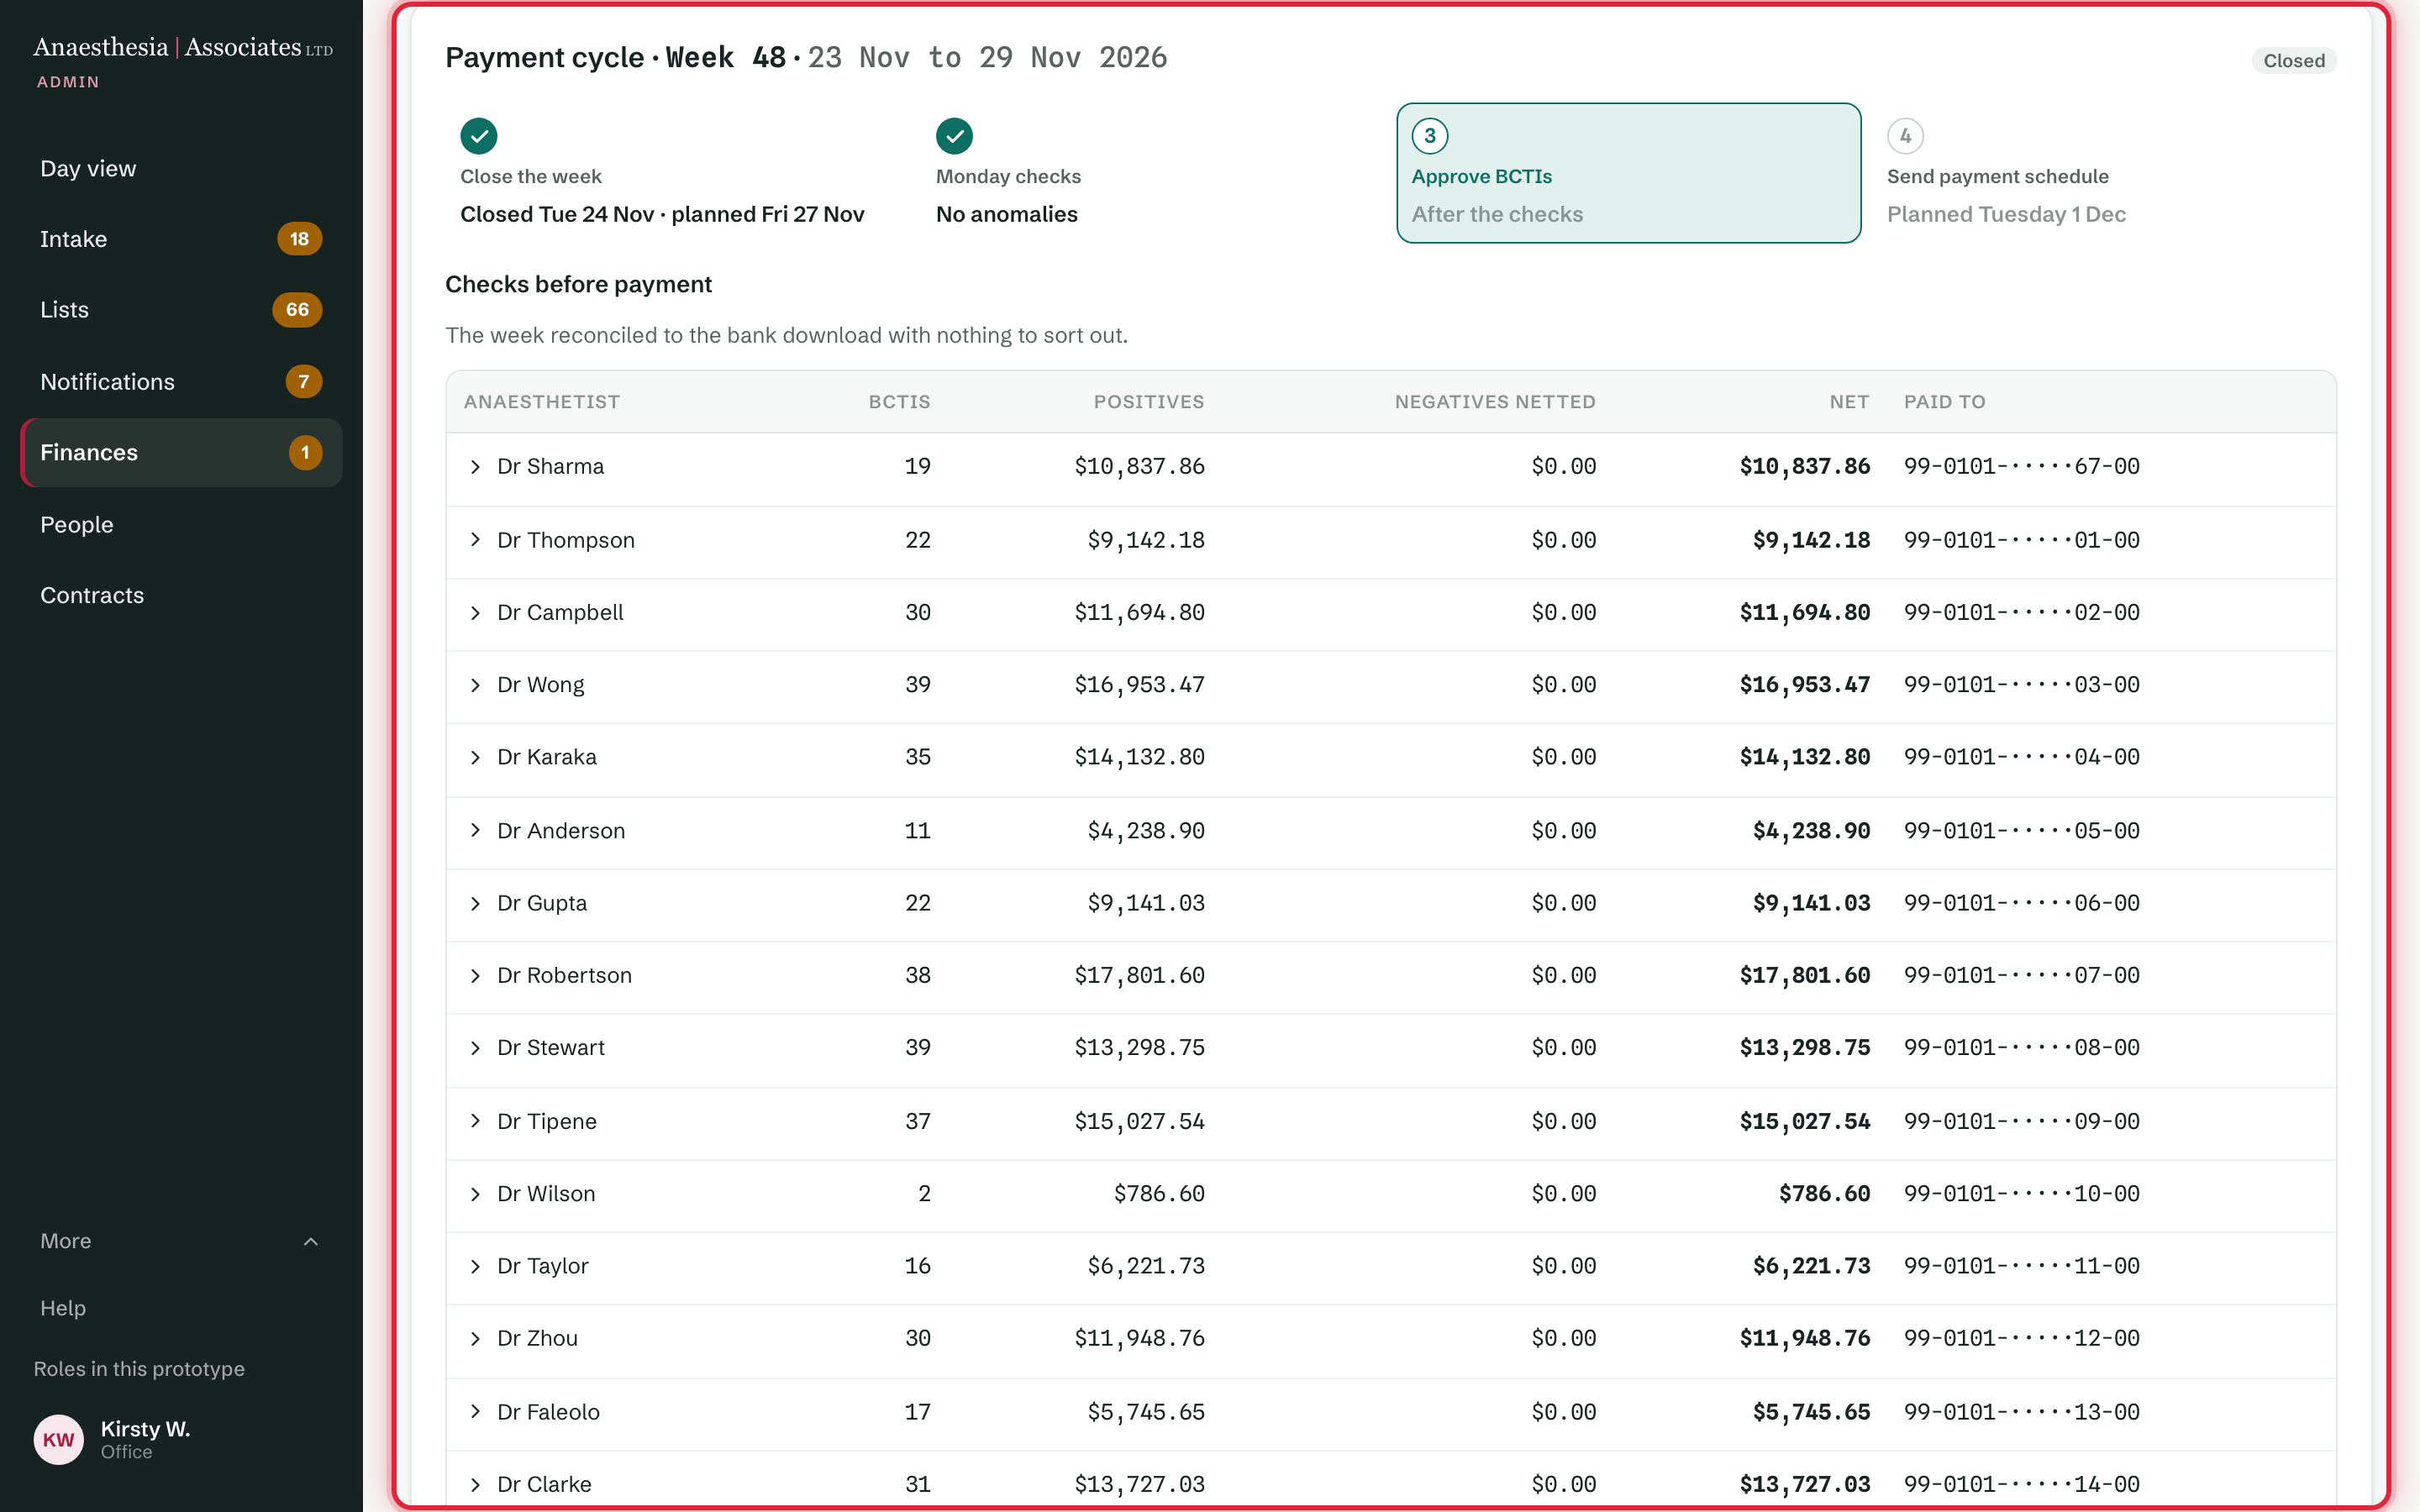 Anaesthesia | Associates LTD
ADMIN
Day view
Intake 18
Lists 66
Notifications 7
Finances 1
People
Contracts
More
Help
Roles in this prototype
KW
Kirsty W.
Office
Payment cycle · Week 48 · 23 Nov to 29 Nov 2026
Closed
Close the week
Closed Tue 24 Nov · planned Fri 27 Nov
Monday checks
No anomalies
3
Approve BCTIs
After the checks
4
Send payment schedule
Planned Tuesday 1 Dec
Checks before payment
The week reconciled to the bank download with nothing to sort out.
ANAESTHETIST BCTIS POSITIVES NEGATIVES NETTED NET PAID TO
Dr Sharma 19 $10,837.86 $0.00 $10,837.86 99-0101-·····67-00
Dr Thompson 22 $9,142.18 $0.00 $9,142.18 99-0101-·····01-00
Dr Campbell 30 $11,694.80 $0.00 $11,694.80 99-0101-·····02-00
Dr Wong 39 $16,953.47 $0.00 $16,953.47 99-0101-·····03-00
Dr Karaka 35 $14,132.80 $0.00 $14,132.80 99-0101-·····04-00
Dr Anderson 11 $4,238.90 $0.00 $4,238.90 99-0101-·····05-00
Dr Gupta 22 $9,141.03 $0.00 $9,141.03 99-0101-·····06-00
Dr Robertson 38 $17,801.60 $0.00 $17,801.60 99-0101-·····07-00
Dr Stewart 39 $13,298.75 $0.00 $13,298.75 99-0101-·····08-00
Dr Tipene 37 $15,027.54 $0.00 $15,027.54 99-0101-·····09-00
Dr Wilson 2 $786.60 $0.00 $786.60 99-0101-·····10-00
Dr Taylor 16 $6,221.73 $0.00 $6,221.73 99-0101-·····11-00
Dr Zhou 30 $11,948.76 $0.00 $11,948.76 99-0101-·····12-00
Dr Faleolo 17 $5,745.65 $0.00 $5,745.65 99-0101-·····13-00
Dr Clarke 31 $13,727.03 $0.00 $13,727.03 99-0101-·····14-00